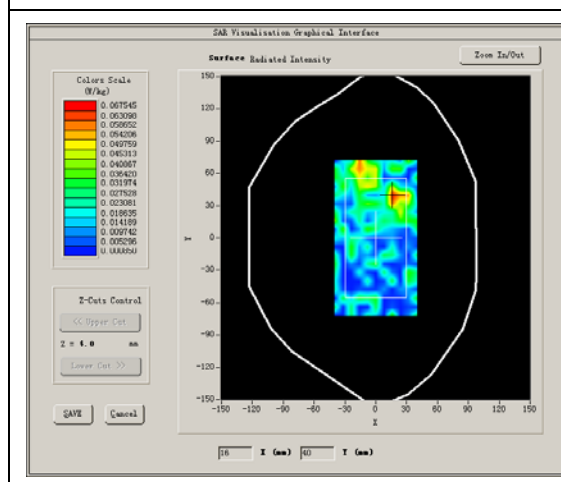 SAR Visualisation Graphical Interface
Surface Radiated Intensity
Zoom In/Out
Colors Scale
(W/kg)
0.067545
0.063098
0.058652
0.054206
0.049759
0.045313
0.040867
0.036420
0.031974
0.027528
0.023081
0.018635
0.014189
0.009742
0.005296
0.000850
Z-Cuts Control
<< Upper Cut
Z = 4.0 mm
Lower Cut >>
SAVE Cancel
150
120
90
60
30
0
-30
-60
-90
-120
-150
Y
-150 -120 -90 -60 -30 0 30 60 90 120 150
X
16 X (mm) 40 Y (mm)